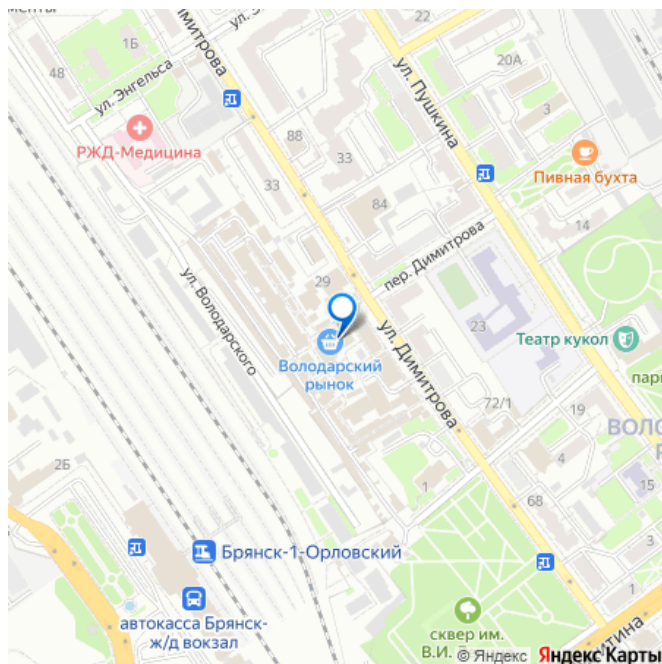 22
ул. Э
1Б
48
ул. Энгельса
Димитрова
20А
3
РЖД-Медицина
88
33
33
ул. Пушкина
Пивная бухта
84
14
пер. Димитрова
29
ул. Володарского
23
Театр кукол
Володарский
рынок
ул. Димитрова
72/1
19
парк
ВОЛО
4
2Б
1
68
15
Брянск-1-Орловский
3
1
автокасса Брянск-
ж/д вокзал
сквер им.
В.И.
© Яндекс Яндекс Карты